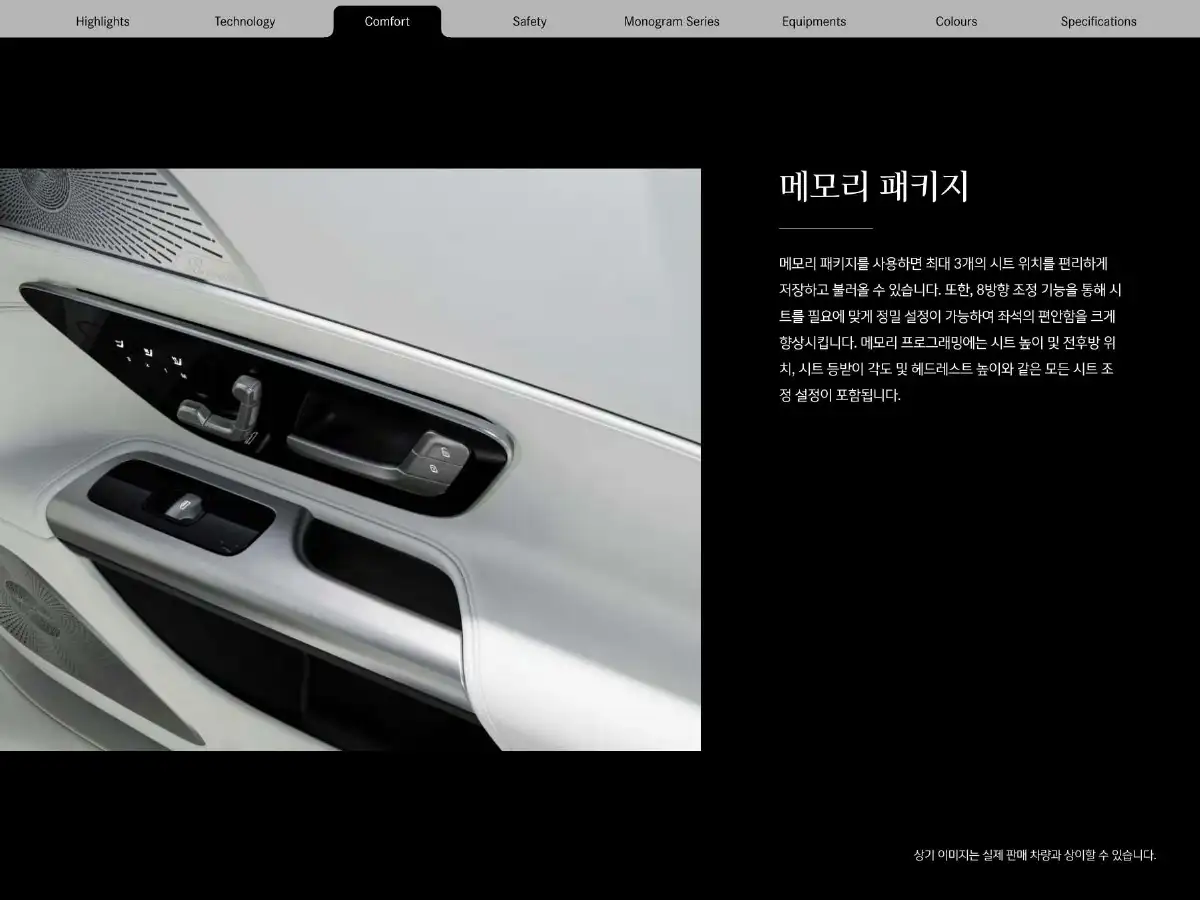 Highlights
Technology
Comfort
Safety
Monogram Series
Equipments
Colours
Specifications
메모리 패키지
메모리 패키지를 사용하면 최대 3개의 시트 위치를 편리하게
저장하고 불러올 수 있습니다. 또한, 8방향 조정 기능을 통해 시
트를 필요에 맞게 정밀 설정이 가능하여 좌석의 편안함을 크게
향상시킵니다. 메모리 프로그래밍에는 시트 높이 및 전후방 위
치, 시트 등받이 각도 및 헤드레스트 높이와 같은 모든 시트 조
정 설정이 포함됩니다.
상기 이미지는 실제 판매 차량과 상이할 수 있습니다.